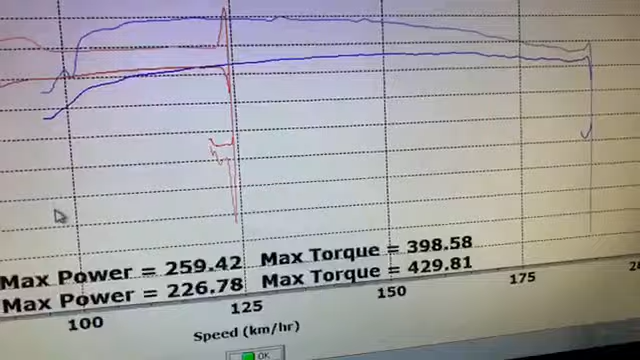 Max Power = 259.42 Max Torque = 398.58
Max Power = 226.78 Max Torque = 429.81
100 125 150 175
Speed (km/hr)
OK